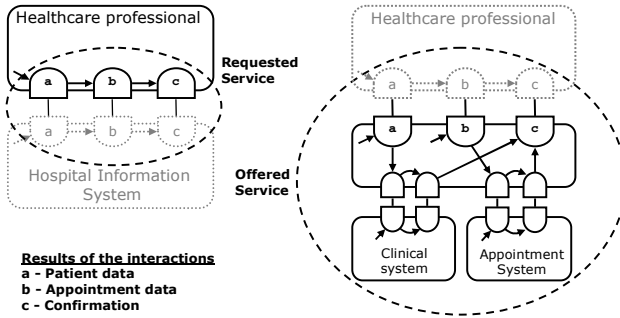 Healthcare professional
a
b
c
a
b
c
Hospital Information
System
Requested
Service
Offered
Service
Healthcare professional
a
b
c
a
b
c
Clinical
system
Appointment
System
Results of the interactions
a - Patient data
b - Appointment data
c - Confirmation